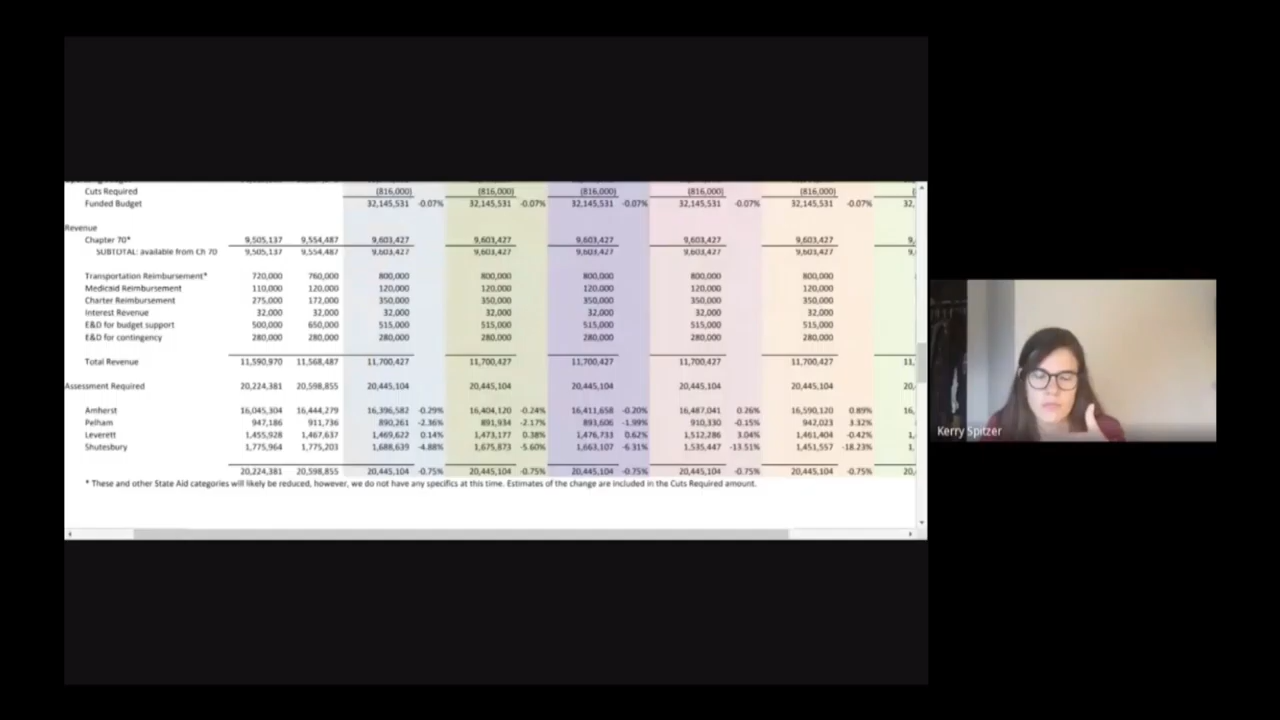 Cuts Required (816,000) (816,000) (816,000) (816,000) (816,000)
Funded Budget 32,145,531 -0.07% 32,145,531 -0.07% 32,145,531 -0.07% 32,145,531 -0.07% 32,145,531 -0.07% 32,
Revenue
Chapter 70* 9,505,137 9,554,487 9,603,427 9,603,427 9,603,427 9,603,427 9,603,427 9,
SUBTOTAL: available from Ch 70 9,505,137 9,554,487 9,603,427 9,603,427 9,603,427 9,603,427 9,603,427 9,
Transportation Reimbursement* 720,000 760,000 800,000 800,000 800,000 800,000 800,000
Medicaid Reimbursement 110,000 120,000 120,000 120,000 120,000 120,000 120,000
Charter Reimbursement 275,000 172,000 350,000 350,000 350,000 350,000 350,000
Interest Revenue 32,000 32,000 32,000 32,000 32,000 32,000 32,000
E&D for budget support 500,000 650,000 515,000 515,000 515,000 515,000 515,000
E&D for contingency 280,000 280,000 280,000 280,000 280,000 280,000 280,000
Total Revenue 11,590,970 11,568,487 11,700,427 11,700,427 11,700,427 11,700,427 11,700,427 11,
Assessment Required 20,224,381 20,598,855 20,445,104 20,445,104 20,445,104 20,445,104 20,445,104 20,
Amherst 16,045,304 16,444,279 16,396,582 -0.29% 16,404,120 -0.24% 16,411,658 -0.20% 16,487,041 0.26% 16,590,120 0.89% 16,
Pelham 947,186 911,736 890,261 -2.36% 891,934 -2.17% 893,606 -1.99% 910,330 -0.15% 942,023 3.32%
Leverett 1,455,928 1,467,637 1,469,622 0.14% 1,473,177 0.38% 1,476,733 0.62% 1,512,286 3.04% 1,461,404 -0.42% 1,
Shutesbury 1,775,964 1,775,203 1,688,639 -4.88% 1,675,873 -5.60% 1,663,107 -6.31% 1,535,447 -13.51% 1,451,557 -18.23% 1,
20,224,381 20,598,855 20,445,104 -0.75% 20,445,104 -0.75% 20,445,104 -0.75% 20,445,104 -0.75% 20,445,104 -0.75% 20,
* These and other State Aid categories will likely be reduced, however, we do not have any specifics at this time. Estimates of the change are included in the Cuts Required amount.
Kerry Spitzer